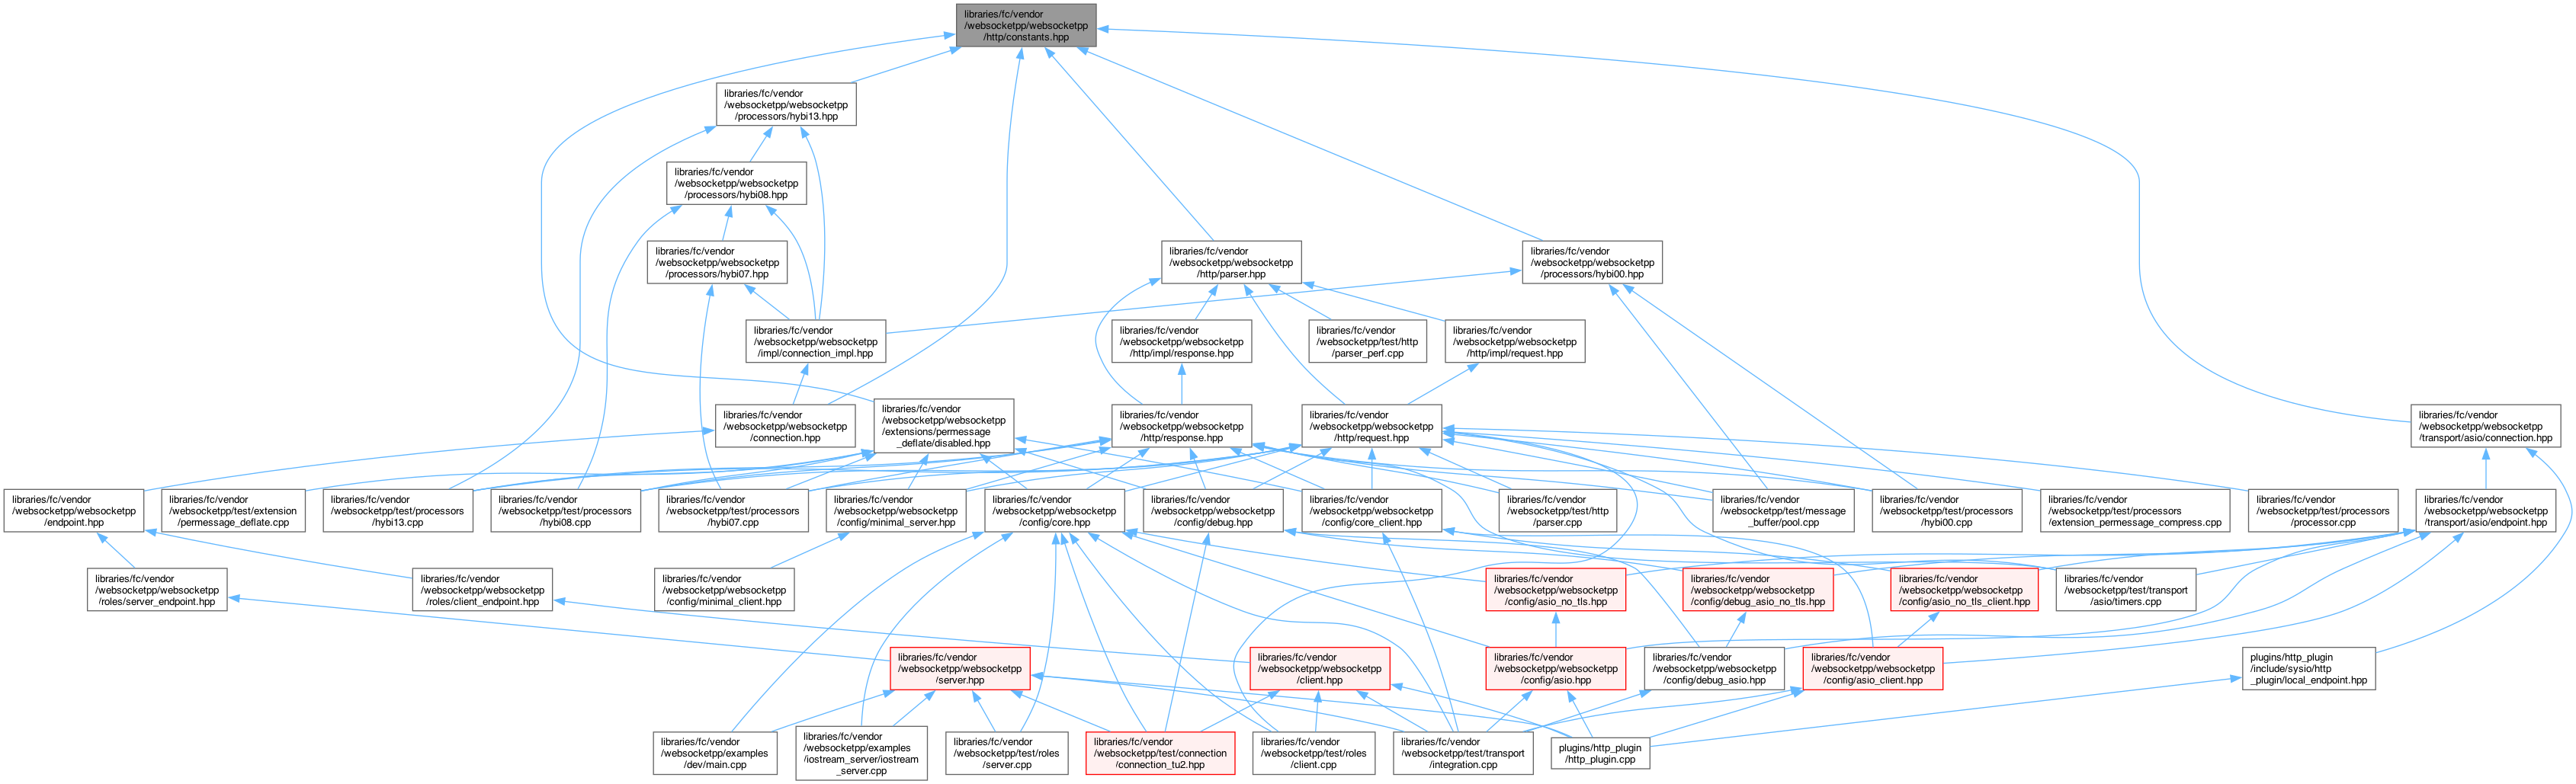 libraries/fc/vendor
/websocketpp/websocketpp
/http/constants.hpp
libraries/fc/vendor
/websocketpp/websocketpp
/processors/hybi13.hpp
libraries/fc/vendor
/websocketpp/websocketpp
/processors/hybi08.hpp
libraries/fc/vendor
/websocketpp/websocketpp
/processors/hybi07.hpp
libraries/fc/vendor
/websocketpp/websocketpp
/http/parser.hpp
libraries/fc/vendor
/websocketpp/websocketpp
/processors/hybi00.hpp
libraries/fc/vendor
/websocketpp/websocketpp
/impl/connection_impl.hpp
libraries/fc/vendor
/websocketpp/websocketpp
/http/impl/response.hpp
libraries/fc/vendor
/websocketpp/test/http
/parser_perf.cpp
libraries/fc/vendor
/websocketpp/websocketpp
/http/impl/request.hpp
libraries/fc/vendor
/websocketpp/websocketpp
/connection.hpp
libraries/fc/vendor
/websocketpp/websocketpp
/extensions/permessage
_deflate/disabled.hpp
libraries/fc/vendor
/websocketpp/websocketpp
/http/response.hpp
libraries/fc/vendor
/websocketpp/websocketpp
/http/request.hpp
libraries/fc/vendor
/websocketpp/websocketpp
/transport/asio/connection.hpp
libraries/fc/vendor
/websocketpp/websocketpp
/endpoint.hpp
libraries/fc/vendor
/websocketpp/test/extension
/permessage_deflate.cpp
libraries/fc/vendor
/websocketpp/test/processors
/hybi13.cpp
libraries/fc/vendor
/websocketpp/test/processors
/hybi08.cpp
libraries/fc/vendor
/websocketpp/test/processors
/hybi07.cpp
libraries/fc/vendor
/websocketpp/websocketpp
/config/minimal_server.hpp
libraries/fc/vendor
/websocketpp/websocketpp
/config/core.hpp
libraries/fc/vendor
/websocketpp/websocketpp
/config/debug.hpp
libraries/fc/vendor
/websocketpp/websocketpp
/config/core_client.hpp
libraries/fc/vendor
/websocketpp/test/http
/parser.cpp
libraries/fc/vendor
/websocketpp/test/message
_buffer/pool.cpp
libraries/fc/vendor
/websocketpp/test/processors
/hybi00.cpp
libraries/fc/vendor
/websocketpp/test/processors
/extension_permessage_compress.cpp
libraries/fc/vendor
/websocketpp/test/processors
/processor.cpp
libraries/fc/vendor
/websocketpp/websocketpp
/transport/asio/endpoint.hpp
libraries/fc/vendor
/websocketpp/websocketpp
/roles/server_endpoint.hpp
libraries/fc/vendor
/websocketpp/websocketpp
/roles/client_endpoint.hpp
libraries/fc/vendor
/websocketpp/websocketpp
/config/minimal_client.hpp
libraries/fc/vendor
/websocketpp/websocketpp
/config/asio_no_tls.hpp
libraries/fc/vendor
/websocketpp/websocketpp
/config/debug_asio_no_tls.hpp
libraries/fc/vendor
/websocketpp/websocketpp
/config/asio_no_tls_client.hpp
libraries/fc/vendor
/websocketpp/test/transport
/asio/timers.cpp
libraries/fc/vendor
/websocketpp/websocketpp
/server.hpp
libraries/fc/vendor
/websocketpp/websocketpp
/client.hpp
libraries/fc/vendor
/websocketpp/websocketpp
/config/asio.hpp
libraries/fc/vendor
/websocketpp/websocketpp
/config/debug_asio.hpp
libraries/fc/vendor
/websocketpp/websocketpp
/config/asio_client.hpp
plugins/http_plugin
/include/sysio/http
_plugin/local_endpoint.hpp
libraries/fc/vendor
/websocketpp/examples
/dev/main.cpp
libraries/fc/vendor
/websocketpp/examples
/iostream_server/iostream
_server.cpp
libraries/fc/vendor
/websocketpp/test/roles
/server.cpp
libraries/fc/vendor
/websocketpp/test/connection
/connection_tu2.hpp
libraries/fc/vendor
/websocketpp/test/roles
/client.cpp
libraries/fc/vendor
/websocketpp/test/transport
/integration.cpp
plugins/http_plugin
/http_plugin.cpp